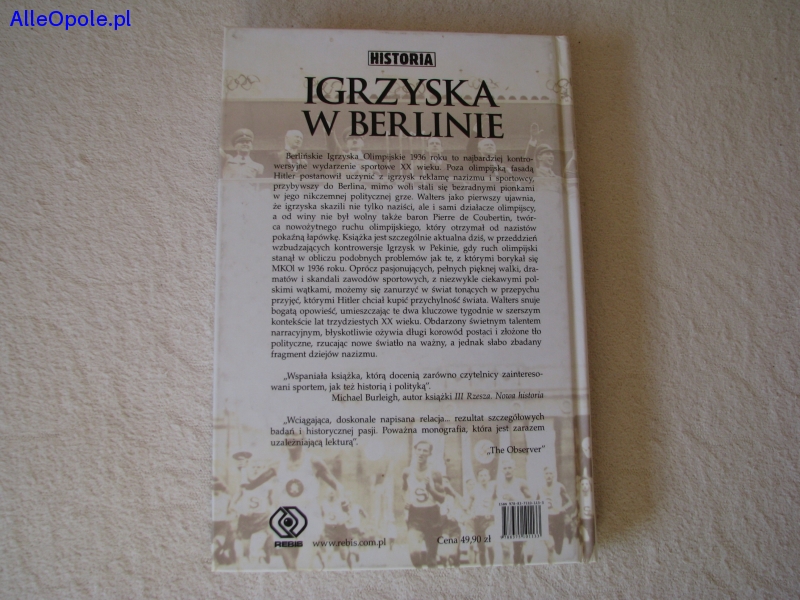 AlleOpole.pl
HISTORIA
IGRZYSKA
W BERLINIE
Berlińskie Igrzyska Olimpijskie 1936 roku to najbardziej kontro-
wersyjne wydarzenie sportowe XX wieku. Poza olimpijską fasadą
Hitler postanowił uczynić z igrzysk reklamę nazizmu i sportowcy,
przybywszy do Berlina, mimo woli stali się bezradnymi pionkami
w jego nikczemnej politycznej grze. Walters jako pierwszy ujawnia,
że igrzyska skazili nie tylko naziści, ale i sami działacze olimpijscy,
a od winy nie był wolny także baron Pierre de Coubertin, twór-
ca nowożytnego ruchu olimpijskiego, który otrzymał od nazistów
pokaźną łapówkę. Książka jest szczególnie aktualna dziś, w przeddzień
wzbudzających kontrowersje Igrzysk w Pekinie, gdy ruch olimpijski
stanął w obliczu podobnych problemów jak te, z którymi borykał się
MKOl w 1936 roku. Oprócz pasjonujących, pełnych pięknej walki, dra-
matów i skandali zawodów sportowych, z niezwykle ciekawymi pol-
skimi wątkami, możemy się zanurzyć w świat tonących w przepychu
przyjęć, którymi Hitler chciał kupić przychylność świata. Walters snuje
bogatą opowieść, umieszczając te dwa kluczowe tygodnie w szerszym
kontekście lat trzydziestych XX wieku. Obdarzony świetnym talentem
narracyjnym, błyskotliwie ożywia długi korowód postaci i złożone tło
polityczne, rzucając nowe światło na ważny, a jednak słabo zbadany
fragment dziejów nazizmu.
„Wspaniała książka, którą docenią zarówno czytelnicy zaintereso-
wani sportem, jak też historią i polityką”.
Michael Burleigh, autor książki III Rzesza. Nowa historia
„Wciągająca, doskonale napisana relacja... rezultat szczegółowych
badań i historycznej pasji. Poważna monografia, która jest zarazem
uzależniającą lekturą”.
„The Observer”
REBIS
www.rebis.com.pl
Cena 49,90 zł